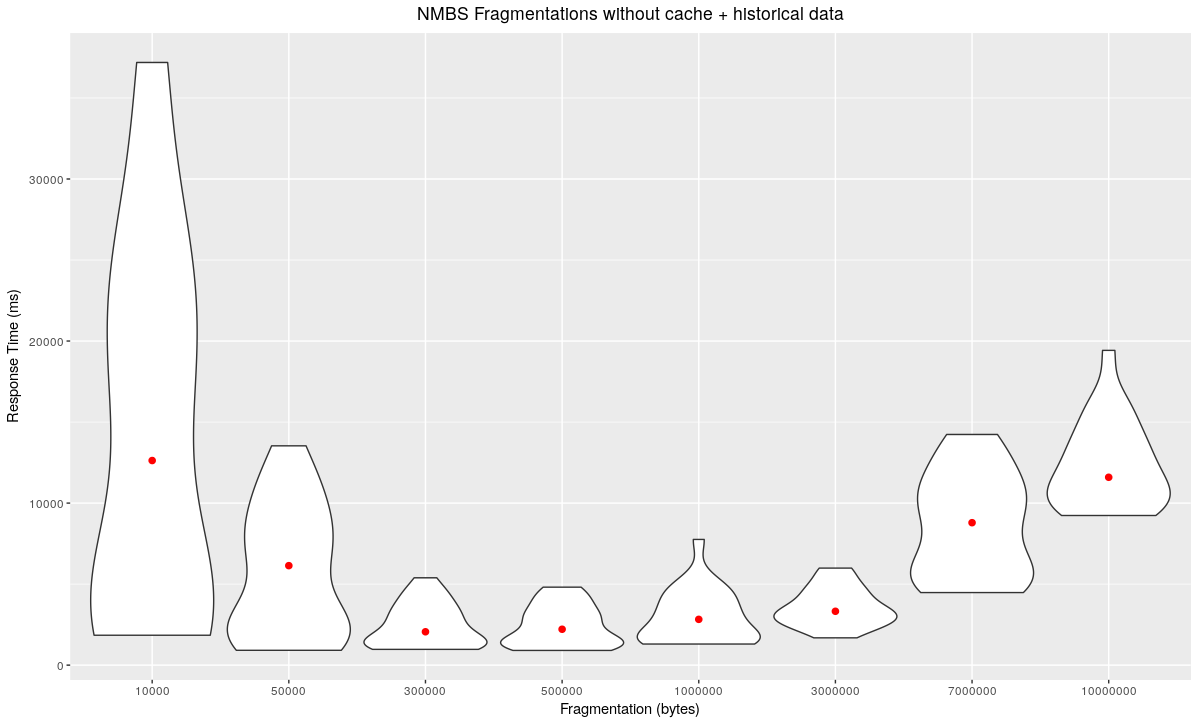 NMBS Fragmentations without cache + historical data
Response Time (ms)
30000
20000
10000
0
10000 50000 300000 500000 1000000 3000000 7000000 10000000
Fragmentation (bytes)